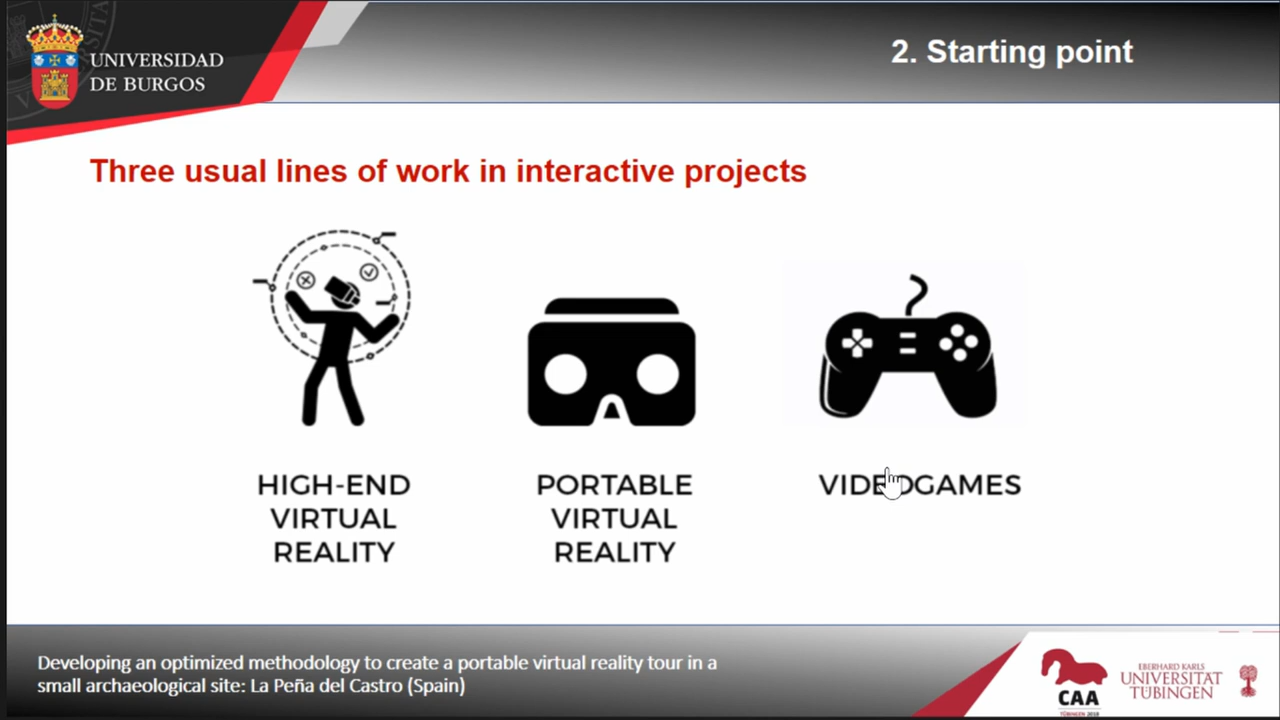 UNIVERSIDAD
DE BURGOS
2. Starting point
Three usual lines of work in interactive projects
HIGH-END
VIRTUAL
REALITY
PORTABLE
VIRTUAL
REALITY
VIDEOGAMES
Developing an optimized methodology to create a portable virtual reality tour in a
small archaeological site: La Peña del Castro (Spain)
CAA
TÜBINGEN 2018
EBERHARD KARLS
UNIVERSITÄT
TÜBINGEN